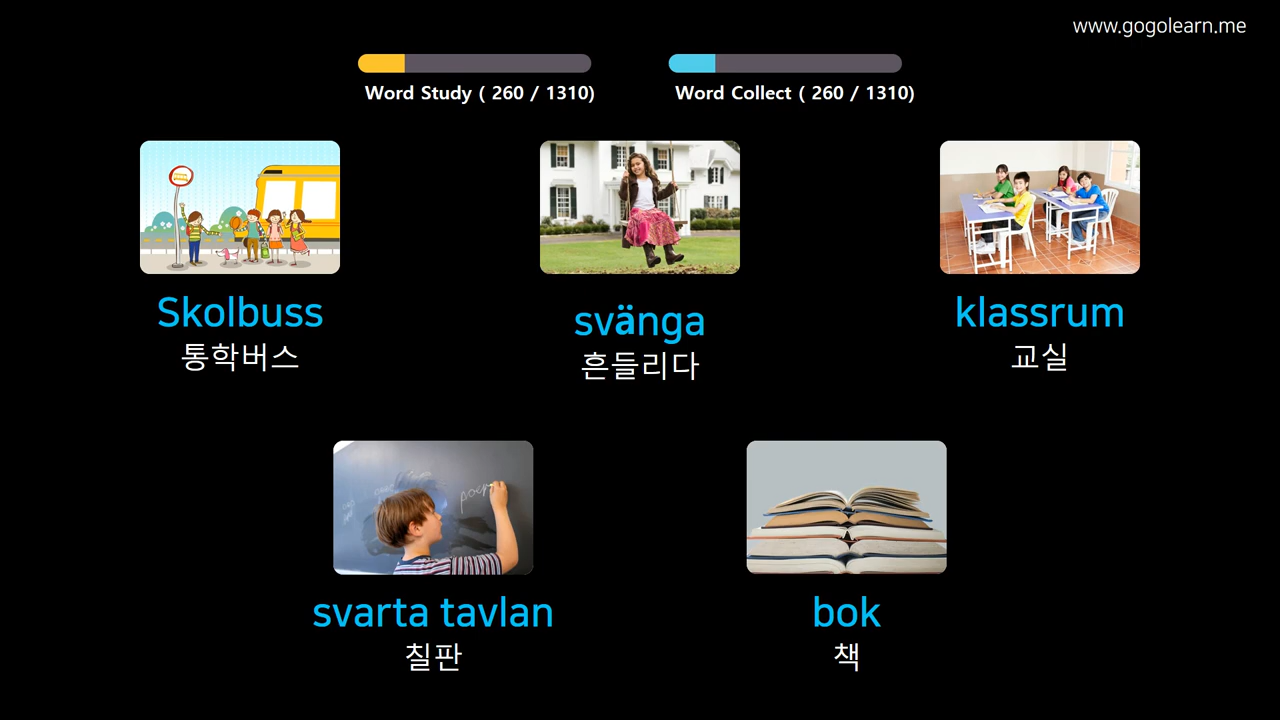 www.gogolearn.me
Word Study ( 260 / 1310)
Word Collect ( 260 / 1310)
Skolbuss
통학버스
svänga
흔들리다
klassrum
교실
svarta tavlan
칠판
bok
책